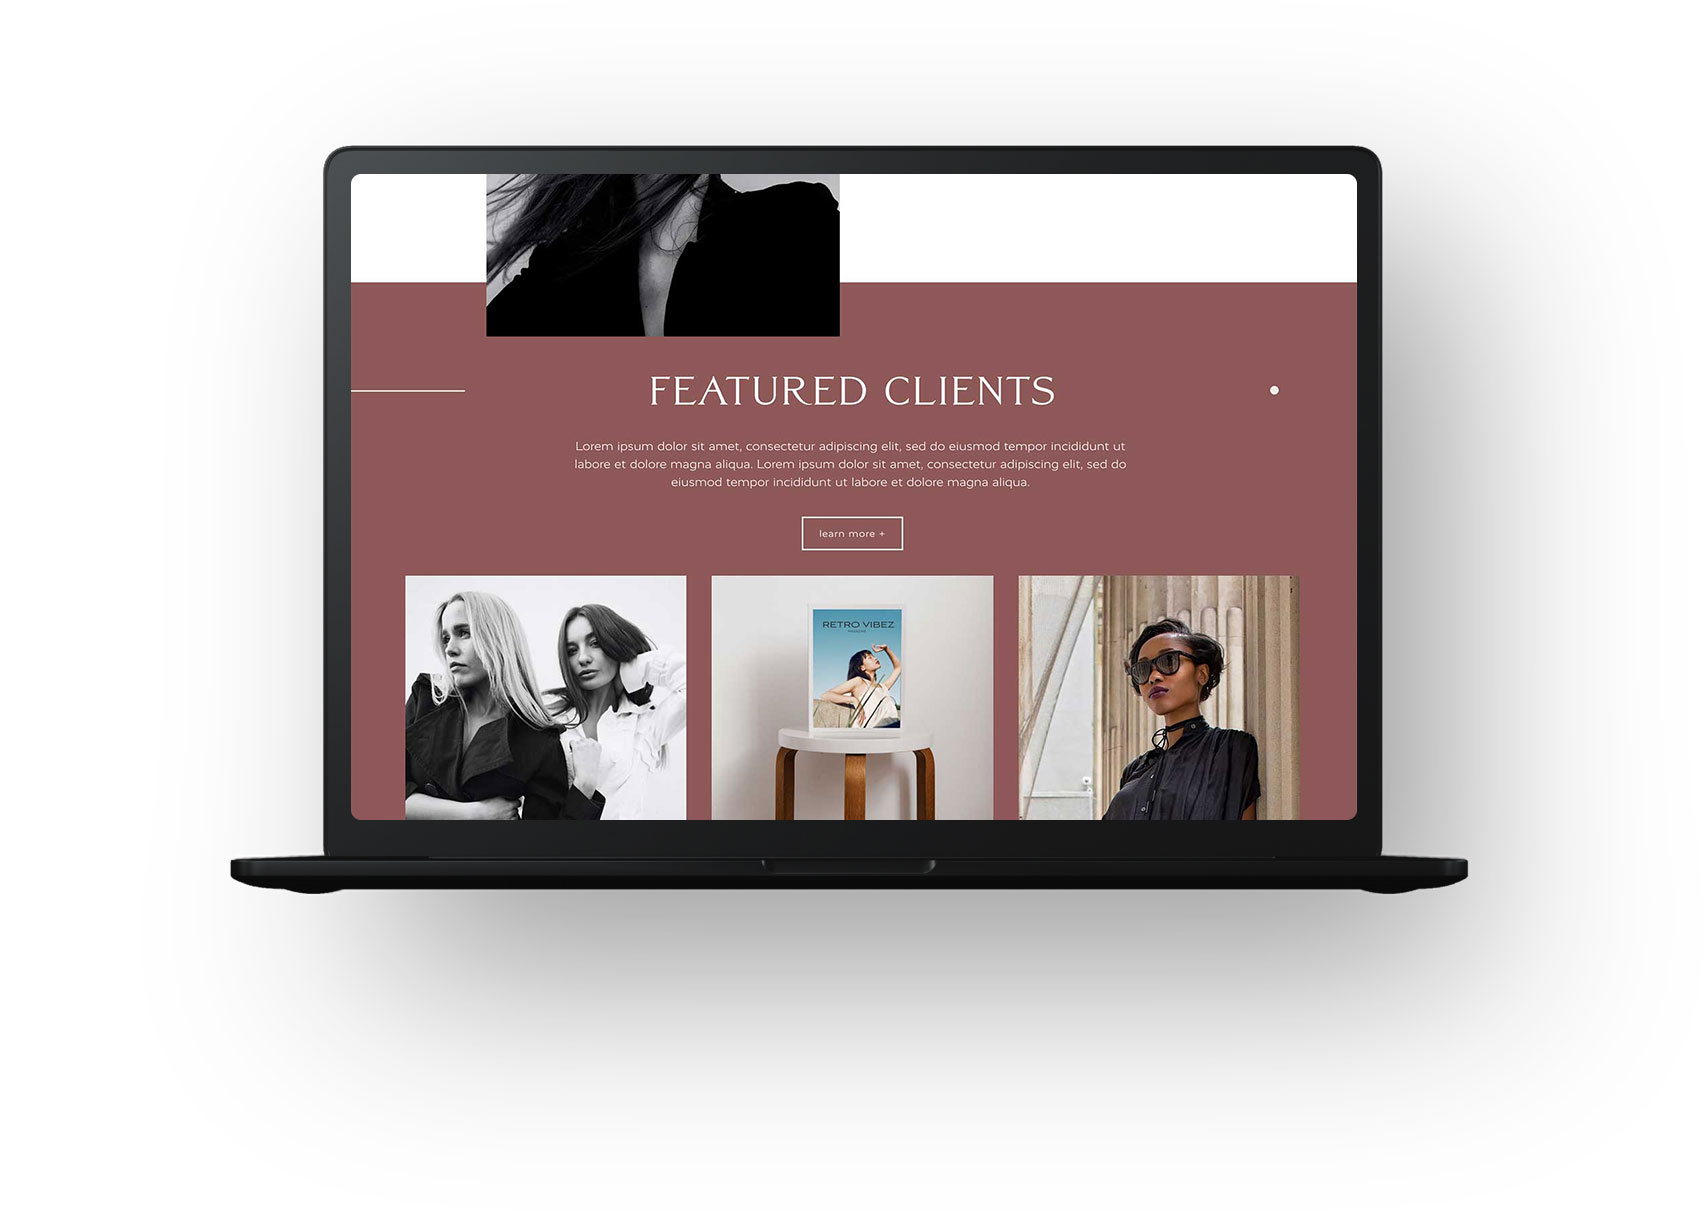 FEATURED CLIENTS
Lorem ipsum dolor sit amet, consectetur adipiscing elit, sed do eiusmod tempor incididunt ut
labore et dolore magna aliqua. Lorem ipsum dolor sit amet, consectetur adipiscing elit, sed do
eiusmod tempor incididunt ut labore et dolore magna aliqua.
learn more +
RETRO VIBEZ
MAGAZINE